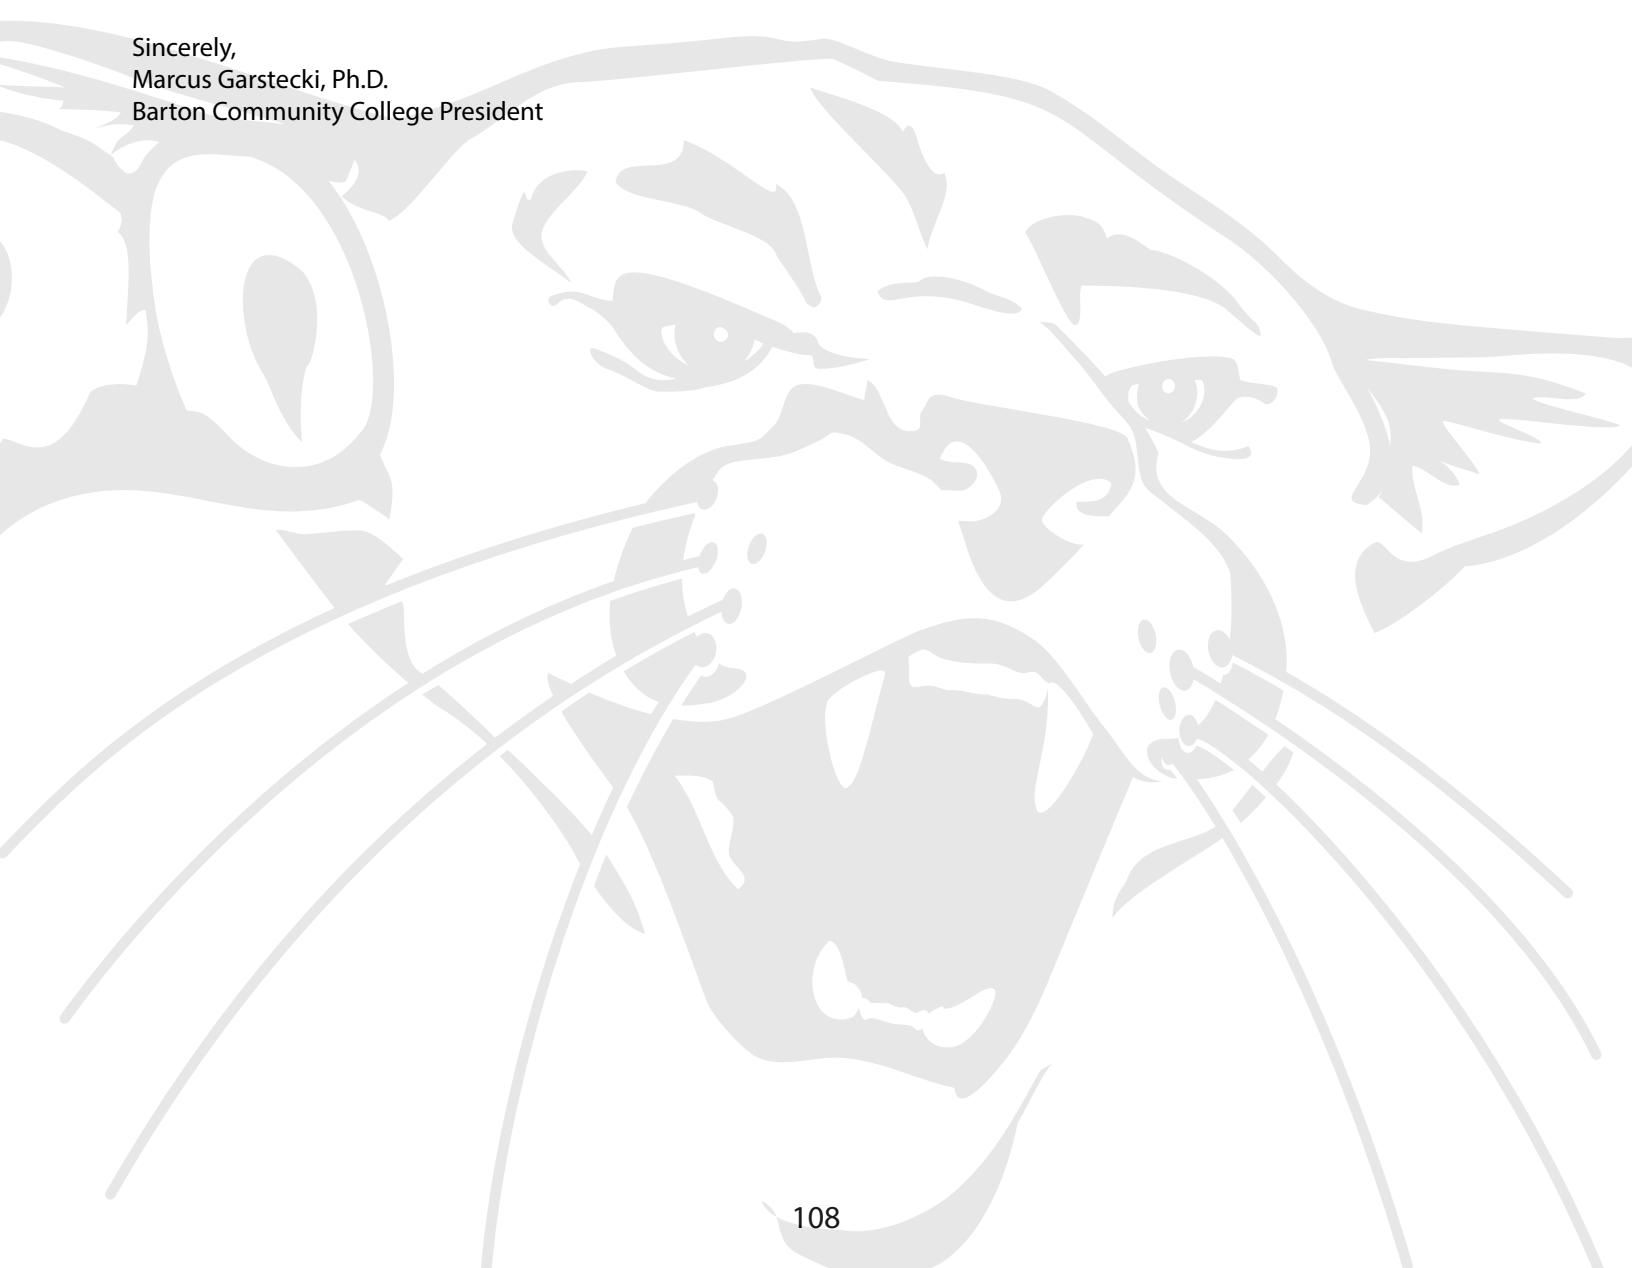 Sincerely,
Marcus Garstecki, Ph.D.
Barton Community College President
108